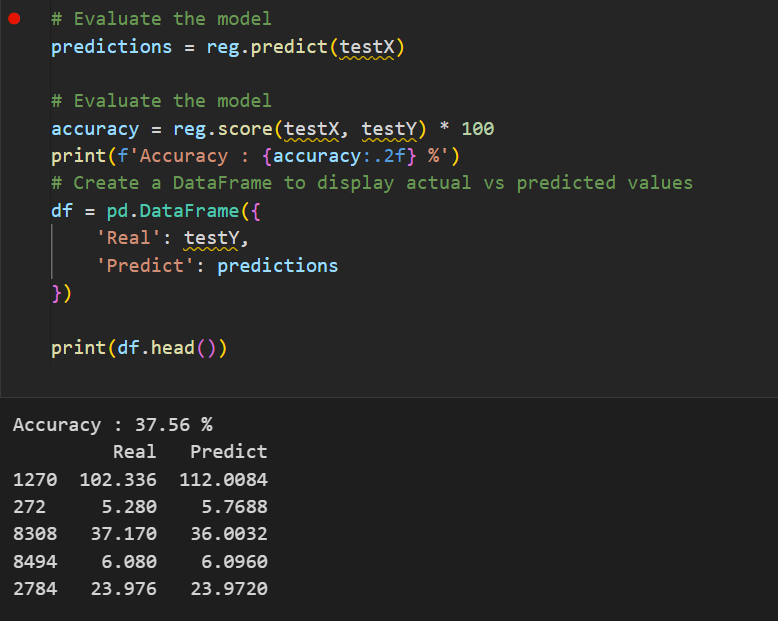 # Evaluate the model
predictions = reg.predict(testX)
# Evaluate the model
accuracy = reg.score(testX, testY) * 100
print(f'Accuracy : {accuracy:.2f} %')
# Create a DataFrame to display actual vs predicted values
df = pd.DataFrame({
    'Real': testY,
    'Predict': predictions
})
print(df.head())
Accuracy : 37.56 %
         Real   Predict
1270  102.336  112.0084
272     5.280    5.7688
8308   37.170   36.0032
8494    6.080    6.0960
2784   23.976   23.9720